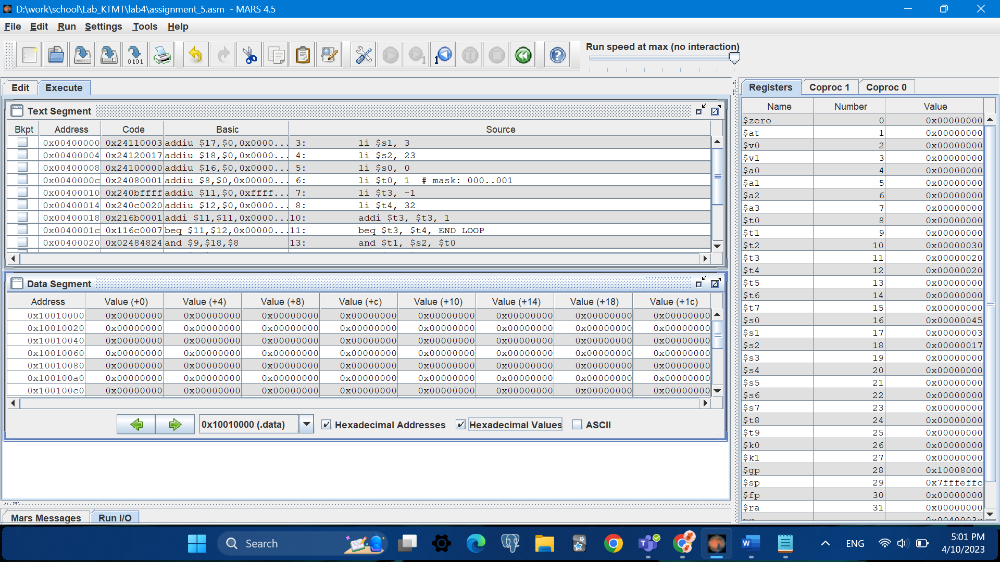 D:\work\school\Lab_KTMT\lab4\assignment_5.asm - MARS 4.5
File Edit Run Settings Tools Help
Run speed at max (no interaction)
Edit Execute
Text Segment
Bkpt Address Code Basic Source
0x00400000 0x24110003 addiu $17,$0,0x0000... 3: li $s1, 3
0x00400004 0x24120017 addiu $18,$0,0x0000... 4: li $s2, 23
0x00400008 0x24100000 addiu $16,$0,0x0000... 5: li $s0, 0
0x0040000c 0x24080001 addiu $8,$0,0x00000... 6: li $t0, 1 # mask: 000..001
0x00400010 0x240bffff addiu $11,$0,0xffff... 7: li $t3, -1
0x00400014 0x240c0020 addiu $12,$0,0x0000... 8: li $t4, 32
0x00400018 0x216b0001 addi $11,$11,0x0000... 10: addi $t3, $t3, 1
0x0040001c 0x116c0007 beq $11,$12,0x00000... 11: beq $t3, $t4, END LOOP
0x00400020 0x02484824 and $9,$18,$8 13: and $t1, $s2, $t0
Data Segment
Address Value (+0) Value (+4) Value (+8) Value (+c) Value (+10) Value (+14) Value (+18) Value (+1c)
0x10010000 0x00000000 0x00000000 0x00000000 0x00000000 0x00000000 0x00000000 0x00000000 0x00000000
0x10010020 0x00000000 0x00000000 0x00000000 0x00000000 0x00000000 0x00000000 0x00000000 0x00000000
0x10010040 0x00000000 0x00000000 0x00000000 0x00000000 0x00000000 0x00000000 0x00000000 0x00000000
0x10010060 0x00000000 0x00000000 0x00000000 0x00000000 0x00000000 0x00000000 0x00000000 0x00000000
0x10010080 0x00000000 0x00000000 0x00000000 0x00000000 0x00000000 0x00000000 0x00000000 0x00000000
0x100100a0 0x00000000 0x00000000 0x00000000 0x00000000 0x00000000 0x00000000 0x00000000 0x00000000
0x100100c0 0x00000000 0x00000000 0x00000000 0x00000000 0x00000000 0x00000000 0x00000000 0x00000000
0x10010000 (.data) Hexadecimal Addresses Hexadecimal Values ASCII
Mars Messages Run I/O
Registers Coproc 1 Coproc 0
Name Number Value
$zero 0 0x00000000
$at 1 0x00000000
$v0 2 0x00000000
$v1 3 0x00000000
$a0 4 0x00000000
$a1 5 0x00000000
$a2 6 0x00000000
$a3 7 0x00000000
$t0 8 0x00000000
$t1 9 0x00000000
$t2 10 0x00000030
$t3 11 0x00000020
$t4 12 0x00000020
$t5 13 0x00000000
$t6 14 0x00000000
$t7 15 0x00000000
$s0 16 0x00000045
$s1 17 0x00000003
$s2 18 0x00000017
$s3 19 0x00000000
$s4 20 0x00000000
$s5 21 0x00000000
$s6 22 0x00000000
$s7 23 0x00000000
$t8 24 0x00000000
$t9 25 0x00000000
$k0 26 0x00000000
$k1 27 0x00000000
$gp 28 0x10008000
$sp 29 0x7fffeffc
$fp 30 0x00000000
$ra 31 0x00000000
pc 0x0040003c
Search
ENG
5:01 PM
4/10/2023